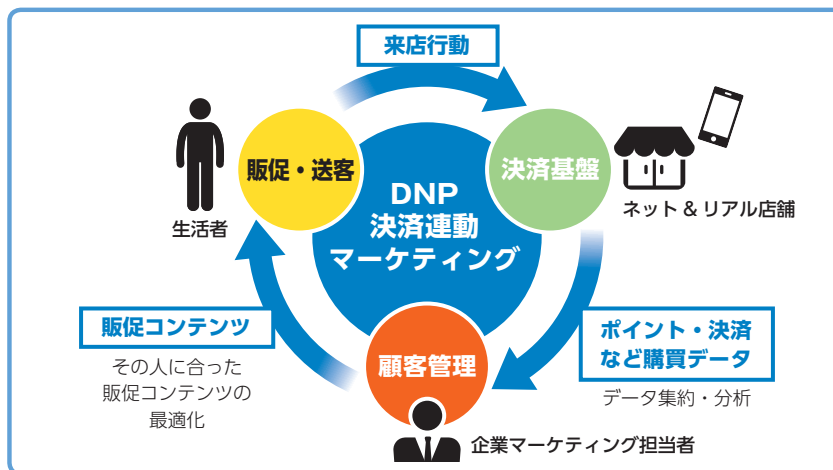 来店行動
販促・送客
決済基盤
DNP
決済連動
マーケティング
生活者
ネット & リアル店舗
販促コンテンツ
その人に合った
販促コンテンツの
最適化
顧客管理
ポイント・決済
など購買データ
データ集約・分析
企業マーケティング担当者